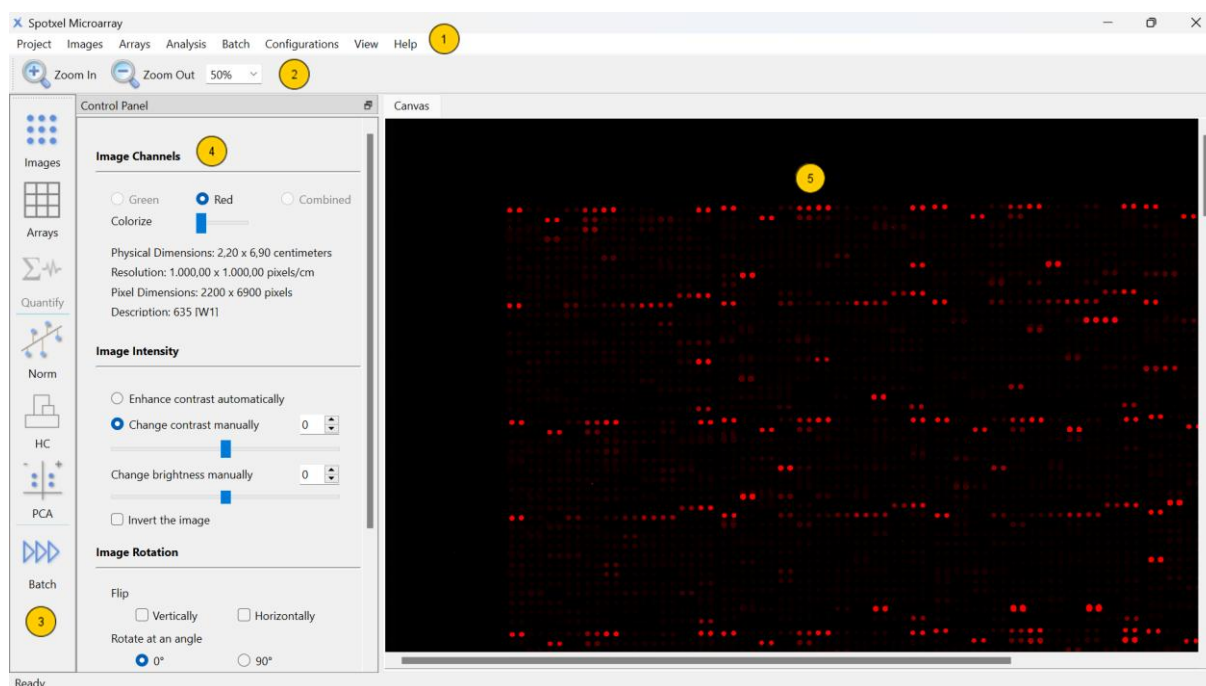 Spotxel Microarray
Project Images Arrays Analysis Batch Configurations View Help 1
Zoom In Zoom Out 50% 2
Control Panel
Canvas
Images
Arrays
Quantify
Norm
HC
PCA
Batch
3
Image Channels 4
Green Red Combined
Colorize
Physical Dimensions: 2,20 x 6,90 centimeters
Resolution: 1.000,00 x 1.000,00 pixels/cm
Pixel Dimensions: 2200 x 6900 pixels
Description: 635 [W1]
Image Intensity
Enhance contrast automatically
Change contrast manually 0
Change brightness manually 0
Invert the image
Image Rotation
Flip
Vertically Horizontally
Rotate at an angle
0° 90°
5
Ready